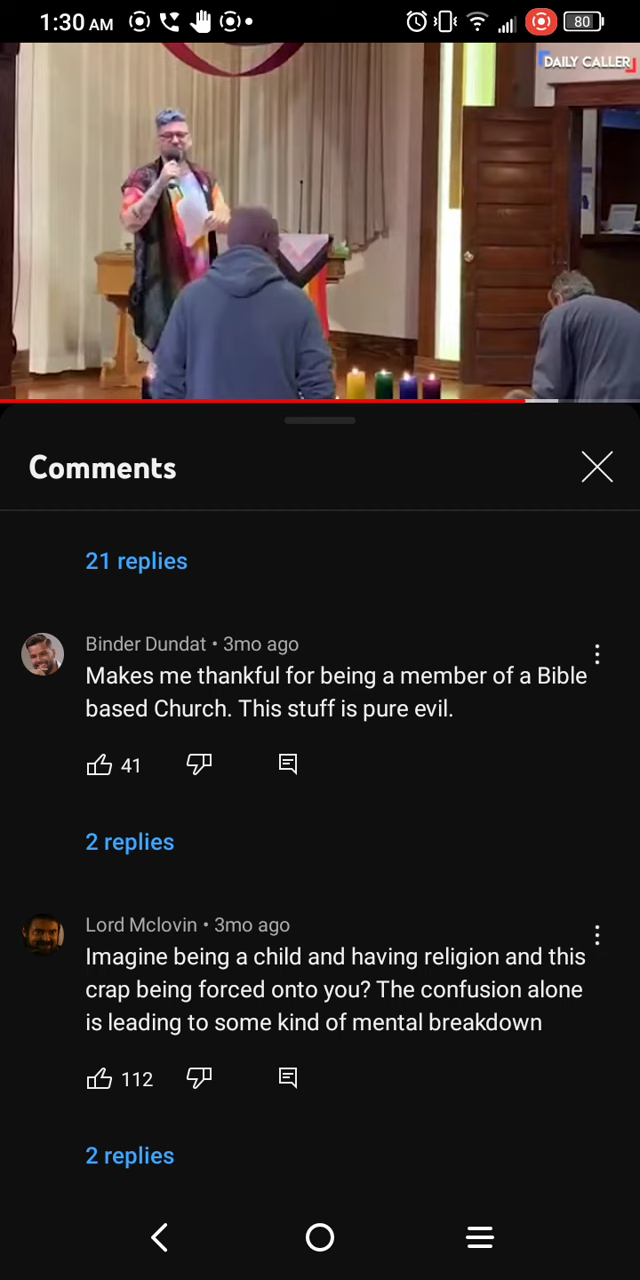 1:30 AM
80
DAILY CALLER
Comments
21 replies
Binder Dundat • 3mo ago
Makes me thankful for being a member of a Bible
based Church. This stuff is pure evil.
41
2 replies
Lord Mclovin • 3mo ago
Imagine being a child and having religion and this
crap being forced onto you? The confusion alone
is leading to some kind of mental breakdown
112
2 replies